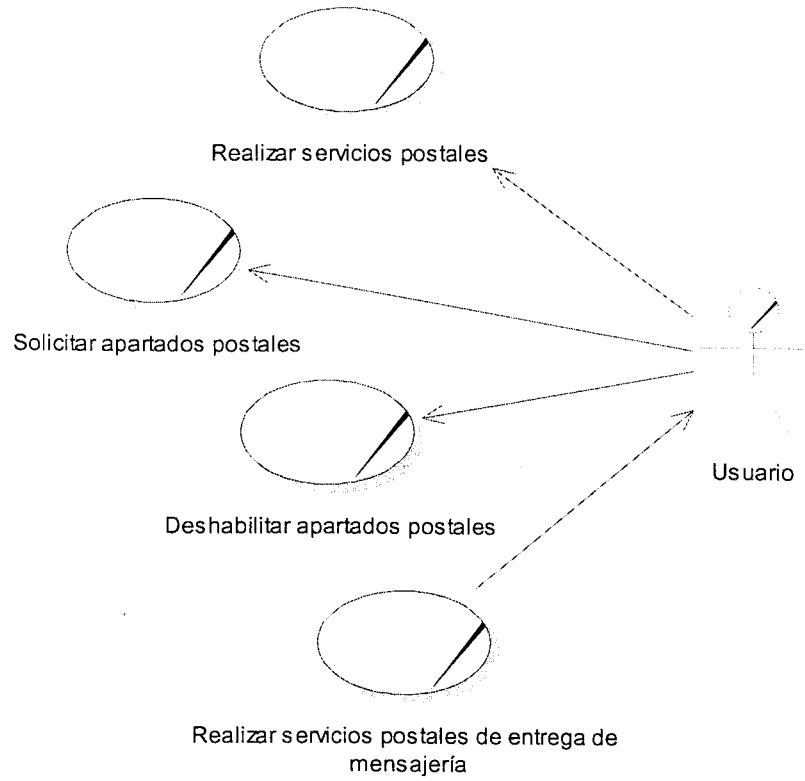 Realizar servicios postales
Solicitar apartados postales
Usuario
Deshabilitar apartados postales
Realizar servicios postales de entrega de
mensajería